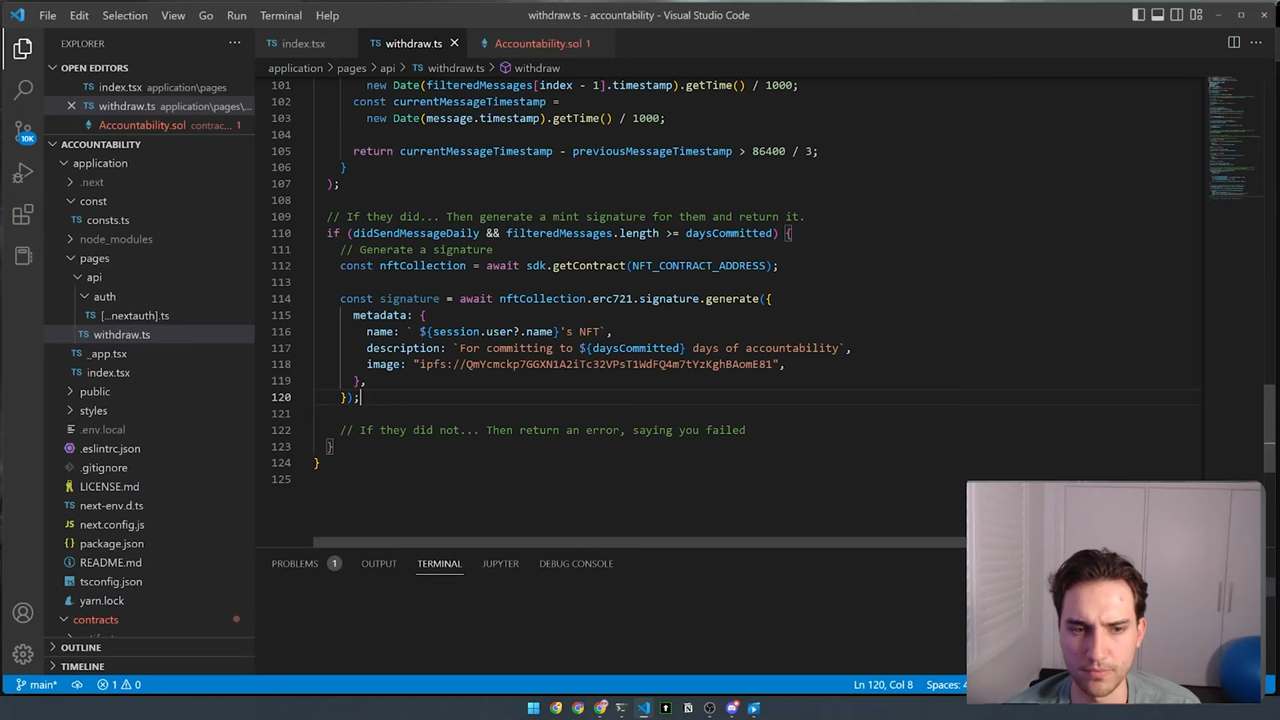 File Edit Selection View Go Run Terminal Help
withdraw.ts - accountability - Visual Studio Code
EXPLORER
index.tsx
TS withdraw.ts
Accountability.sol 1
OPEN EDITORS
application > pages > api > TS withdraw.ts > withdraw
TS index.tsx application\pages
TS withdraw.ts application\pages\...
Accountability.sol contrac... 1
ACCOUNTABILITY
application
.next
const
TS consts.ts
node_modules
pages
api
auth
TS [...nextauth].ts
TS withdraw.ts
TS _app.tsx
TS index.tsx
public
styles
.env.local
.eslintrc.json
.gitignore
LICENSE.md
TS next-env.d.ts
next.config.js
package.json
README.md
tsconfig.json
yarn.lock
contracts
OUTLINE
TIMELINE
10K
101 new Date(filteredMessages[index - 1].timestamp).getTime() / 1000;
102 const currentMessageTimestamp =
103 new Date(message.timestamp).getTime() / 1000;
104
105 return currentMessageTimestamp - previousMessageTimestamp > 86400 / 3;
106 }
107 );
108
109 // If they did... Then generate a mint signature for them and return it.
110 if (didSendMessageDaily && filteredMessages.length >= daysCommitted) {
111 // Generate a signature
112 const nftCollection = await sdk.getContract(NFT_CONTRACT_ADDRESS);
113
114 const signature = await nftCollection.erc721.signature.generate({
115 metadata: {
116 name: ` ${session.user?.name}'s NFT`,
117 description: `For committing to ${daysCommitted} days of accountability`,
118 image: "ipfs://QmYcmckp7GGXN1A2iTc32VPsT1WdFQ4m7tYzKghBAomE81",
119 },
120 });
121
122 // If they did not... Then return an error, saying you failed
123 }
124 }
125
PROBLEMS 1 OUTPUT TERMINAL JUPYTER DEBUG CONSOLE
main* 1 0
Ln 120, Col 8